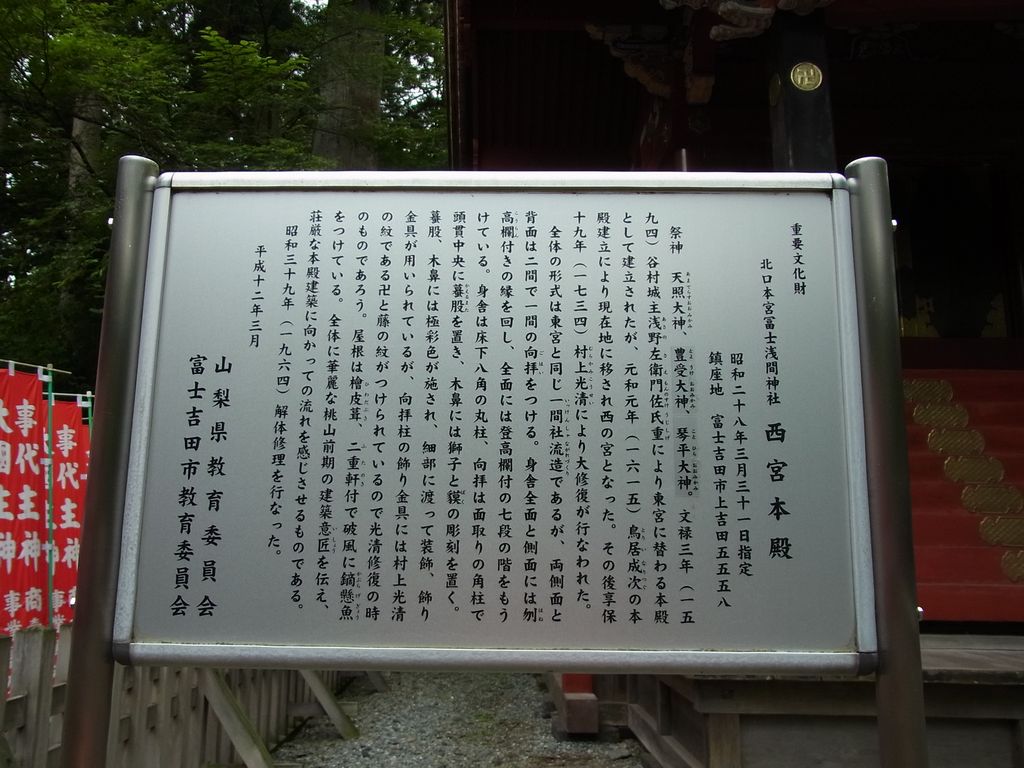 重要文化財
北口本宮冨士浅間神社 西宮本殿
昭和二十八年三月三十一日指定
鎮座地 富士吉田市上吉田五五五八
祭神 天照大神、豊受大神、琴平大神。 文禄三年(一五
九四)谷村城主浅野左衛門佐氏重により東宮に替わる本殿
として建立されたが、元和元年(一六一五)鳥居成次の本
殿建立により現在地に移され西の宮となった。その後享保
十九年(一七三四)村上光清により大修復が行なわれた。
全体の形式は東宮と同じ一間社流造であるが、両側面と
背面は二間で一間の向拝をつける。身舎全面と側面には刎
高欄付きの縁を回し、全面には登高欄付の七段の階をもう
けている。身舎は床下八角の丸柱、向拝は面取りの角柱で
頭貫中央に蟇股を置き、木鼻には獅子と獏の彫刻を置く。
蟇股、木鼻には極彩色が施され、細部に渡って装飾、飾り
金具が用いられているが、向拝柱の飾り金具には村上光清
の紋である卍と藤の紋がつけられているので光清修復の時
のものであろう。屋根は檜皮葺、二重軒付で破風に鏑懸魚
をつけている。全体に華麗な桃山前期の建築意匠を伝え、
荘厳な本殿建築に向かっての流れを感じさせるものである。
昭和三十九年(一九六四)解体修理を行なった。
平成十二年三月
山梨県教育委員会
富士吉田市教育委員会
事代主神
大國主神
事代主神